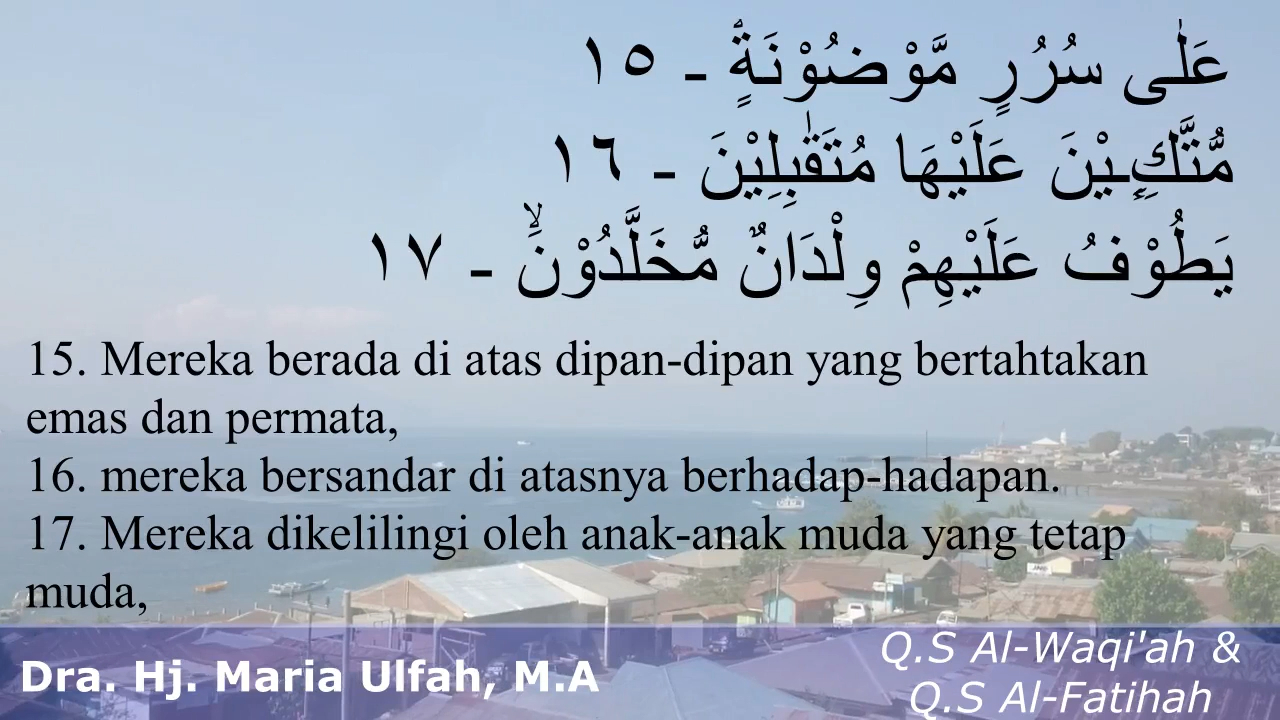 عَلٰى سُرُرٍ مَّوْضُوْنَةٍۙ - ١٥
مُّتَّكِـِٕيْنَ عَلَيْهَا مُتَقٰبِلِيْنَ - ١٦
يَطُوْفُ عَلَيْهِمْ وِلْدَانٌ مُّخَلَّدُوْنَۙ - ١٧
15. Mereka berada di atas dipan-dipan yang bertahtakan
emas dan permata,
16. mereka bersandar di atasnya berhadap-hadapan.
17. Mereka dikelilingi oleh anak-anak muda yang tetap
muda,
Dra. Hj. Maria Ulfah, M.A
Q.S Al-Waqi'ah &
Q.S Al-Fatihah